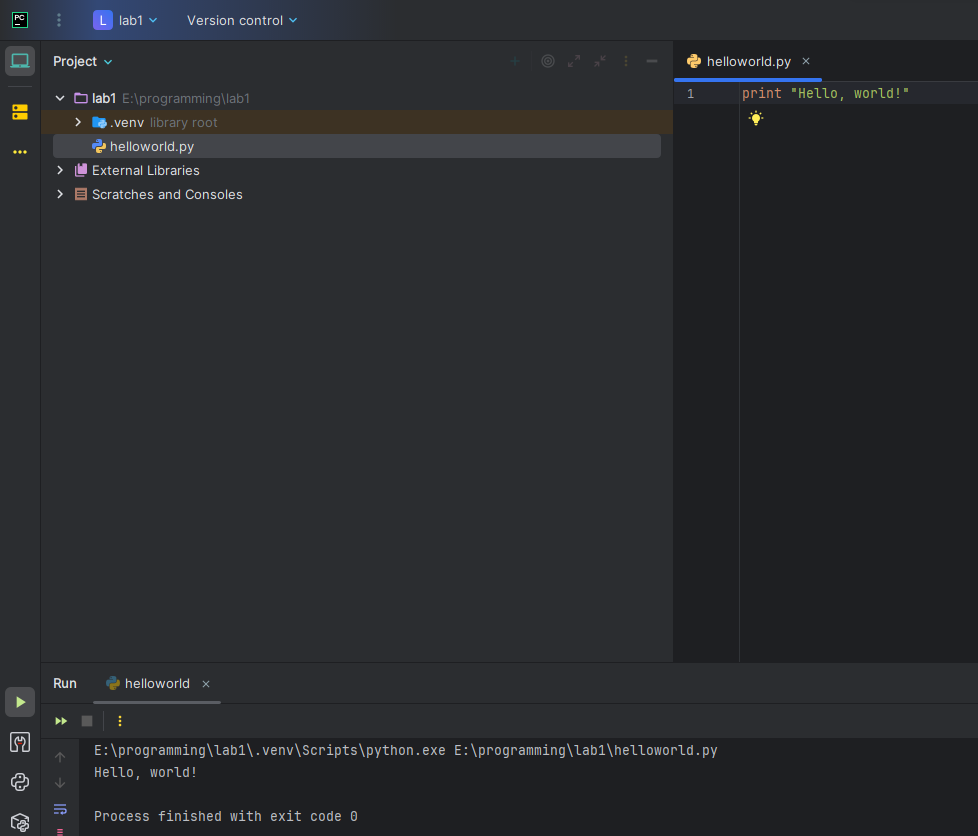 PC
L lab1 Version control
Project
helloworld.py
lab1 E:\programming\lab1
.venv library root
helloworld.py
External Libraries
Scratches and Consoles
1 print "Hello, world!"
Run helloworld
E:\programming\lab1\.venv\Scripts\python.exe E:\programming\lab1\helloworld.py
Hello, world!
Process finished with exit code 0